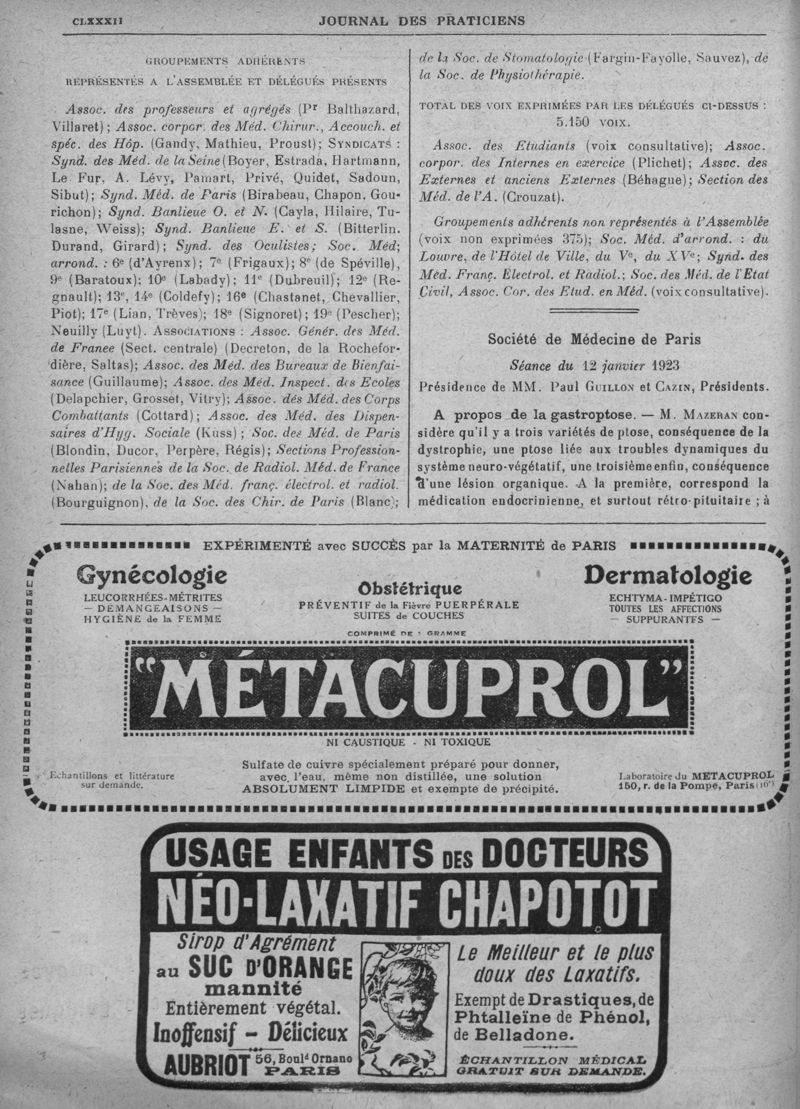 CLXXXII
JOURNAL DES PRATICIENS
GROUPEMENTS ADHÉRENTS
REPRÉSENTÉS A L'ASSEMBLÉE ET DÉLÉGUÉS PRÉSENTS
Assoc. des professeurs et agrégés (Pr Balthazard,
Villaret) ; Assoc. corpor. des Méd. Chirur., Accouch. et
spéc. des Hôp. (Gandy, Mathieu, Proust); SYNDICATS :
Synd. des Méd. de la Seine (Boyer, Estrada, Hartmann,
Le Fur, A. Lévy, Pamart, Privé, Quidet, Sadoun,
Sibut); Synd. Méd. de Paris (Birabeau, Chapon, Gou-
richon); Synd. Banlieue O. et N. (Cayla, Hilaire, Tu-
lasne, Weiss); Synd. Banlieue E. et S. (Bitterlin.
Durand, Girard) ; Synd. des Oculistes; Soc. Méd;
arrond. : 6e (d'Ayrenx); 7e (Frigaux); 8e (de Spéville),
9e (Baratoux); 10e (Labady); 11e (Dubreuil); 12e (Re-
gnault); 13e, 14e (Coldefy); 16e (Chastanet, Chevallier,
Piot); 17e (Lian, Trèves); 18e (Signoret) ; 19e (Pescher);
Neuilly (Luyt). ASSOCIATIONS : Assoc. Génér. des Méd.
de Franee (Sect. centrale) (Decreton, de la Rochefor-
dière, Saltas); Assoc. des Méd. des Bureaux de Bienfai-
sance (Guillaume); Assoc. des Méd. Inspect. des Ecoles
(Delapchier, Grosset, Vitry); Assoc. dés Méd. des Corps
Combattants (Cottard) ; Assoc. des Méd. des Dispen-
saires d'Hyg. Sociale (Kuss) ; Soc. des Méd. de Paris
(Blondin, Ducor, Perpère, Régis); Sections Profession-
nelles Parisiennes de la Soc. de Radiol. Méd. de France
(Nahan); de la Soc. des Méd. franç. électrol. et radiol.
(Bourguignon), de la Soc. des Chir. de Paris (Blanc);
de la Soc. de Stomatologie (Fargin-Fayolle, Sauvez), de
la Soc. de Physiothérapie.
TOTAL DES VOIX EXPRIMÉES PAR LES DÉLÉGUÉS CI-DESSUS :
5.150 VOIX.
Assoc. des Etudiants (voix consultative); Assoc.
corpor. des Internes en exercice (Plichet); Assoc. des
Externes et anciens Externes (Béhague); Section des
Méd. de l'A. (Crouzat).
Groupements adhérents non représentés à l'Assemblée
(voix non exprimées 375); Soc. Méd. d'arrond. : du
Louvre, de l'Hôtel de Ville, du Ve, du XVe; Synd. des
Méd. Franç. Electrol. et Radiol.; Soc. des Méd. de l'Etat
Civil, Assoc. Cor. des Etud. en Méd. (voix consultative).
Société de Médecine de Paris
Séance du 12 janvier 1923
Présidence de MM. Paul GUILLON et CAZIN, Présidents.
A propos de la gastroptose. — M. MAZERAN con-
sidère qu'il y a trois variétés de ptose, conséquence de la
dystrophie, une ptose liée aux troubles dynamiques du
système neuro-végétatif, une troisième enfin, conséquence
d'une lésion organique. A la première, correspond la
médication endocrinienne, et surtout rétro-pituitaire ; à
EXPÉRIMENTÉ avec SUCCÈS par la MATERNITÉ de PARIS
Gynécologie
LEUCORRHÉES-MÉTRITES
— DÉMANGEAISONS —
HYGIÈNE de la FEMME
Obstétrique
PRÉVENTIF de la Fièvre PUERPÉRALE
SUITES de COUCHES
COMPRIMÉ DE 1 GRAMME
Dermatologie
ECHTYMA-IMPÉTIGO
TOUTES LES AFFECTIONS
— SUPPURANTES —
"MÉTACUPROL"
NI CAUSTIQUE - NI TOXIQUE
Echantillons et littérature
sur demande.
Sulfate de cuivre spécialement préparé pour donner,
avec l'eau, même non distillée, une solution
ABSOLUMENT LIMPIDE et exempte de précipité.
Laboratoire du METACUPROL
150, r. de la Pompe, Paris (16e)
USAGE ENFANTS DES DOCTEURS
NÉO-LAXATIF CHAPOTOT
Sirop d'Agrément
au SUC D'ORANGE
mannité
Entièrement végétal.
Inoffensif - Délicieux
AUBRIOT 56, Bould Ornano
PARIS
Le Meilleur et le plus
doux des Laxatifs.
Exempt de Drastiques, de
Phtalleïne de Phénol,
de Belladone.
ÉCHANTILLON MÉDICAL
GRATUIT SUR DEMANDE.